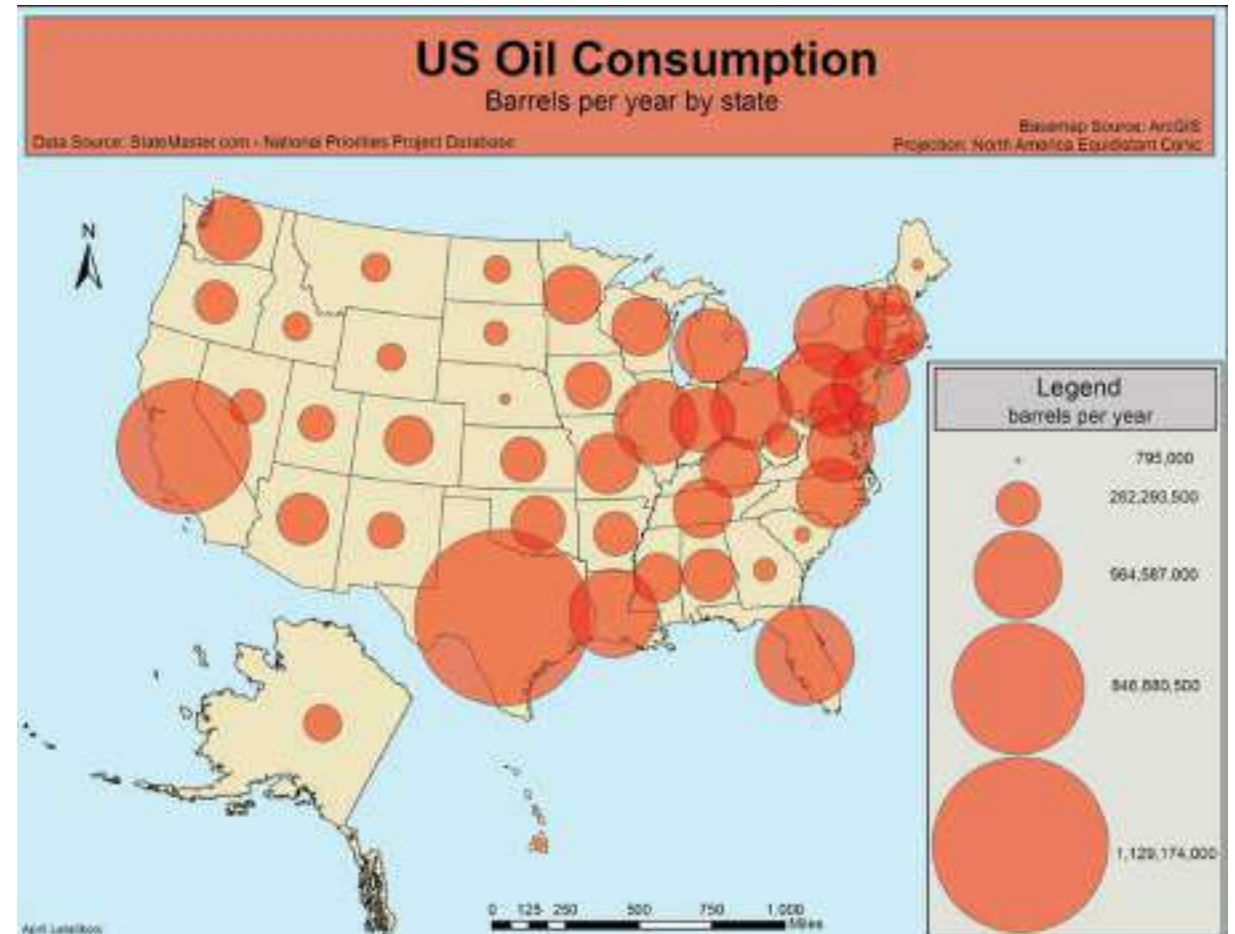 US Oil Consumption
Barrels per year by state
Data Source: StateMaster.com - National Priorities Project Database
Basemap Source: ArcGIS
Projection: North America Equidistant Conic
N
Legend
barrels per year
795,000
282,293,500
564,587,000
846,880,500
1,129,174,000
0 125 250 500 750 1,000
Miles
April